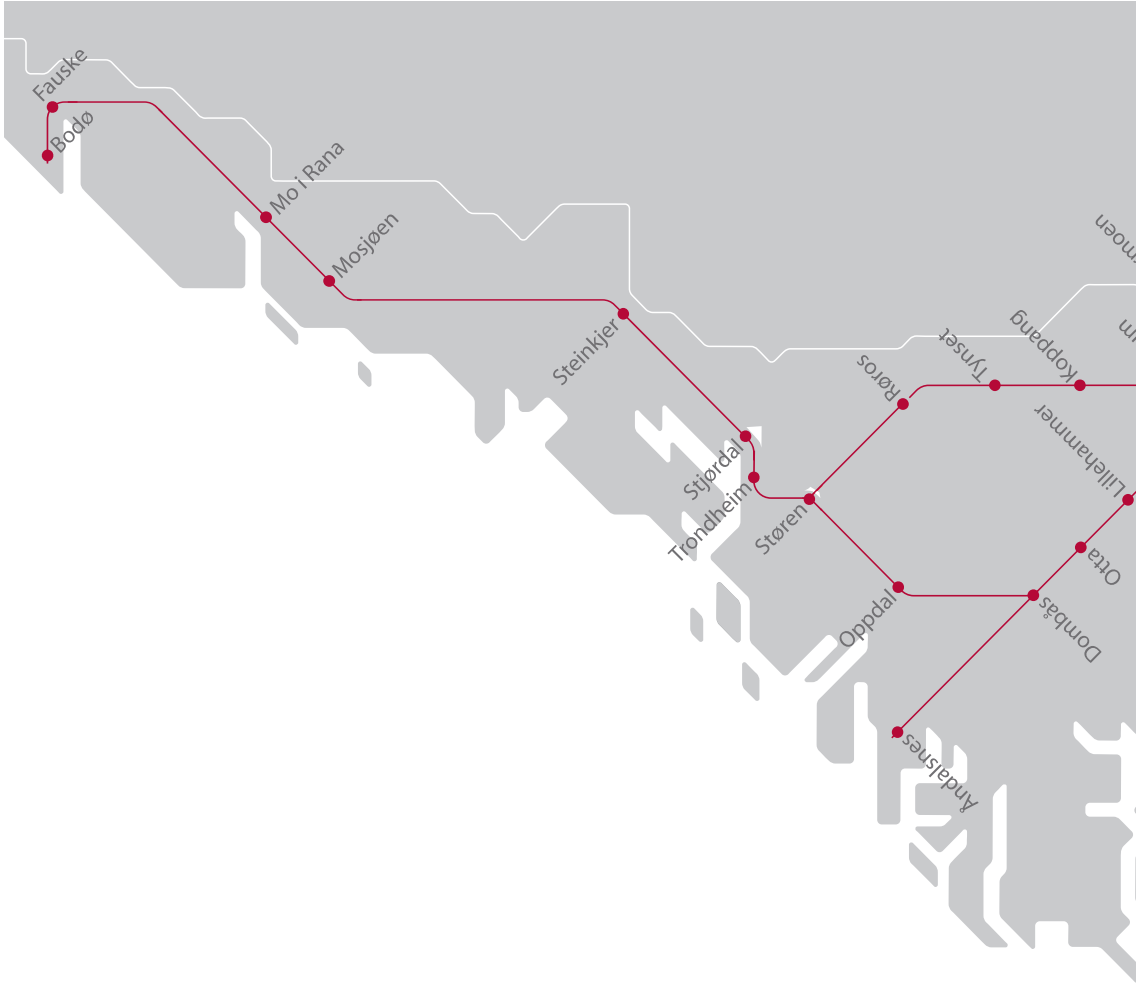 Fauske
Bodø
Mo i Rana
Mosjøen
Steinkjer
Stjørdal
Trondheim
Støren
Røros
Tynset
Koppang
Lillehammer
Otta
Dombås
Oppdal
Åndalsnes